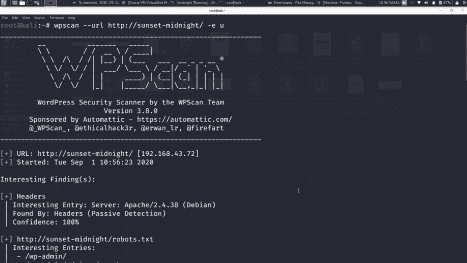 root@kali:~# wpscan --url http://sunset-midnight/ -e u
WordPress Security Scanner by the WPScan Team
Version 3.8.0
Sponsored by Automattic - https://automattic.com/
@_WPScan_, @ethicalhack3r, @erwan_lr, @firefart
[+] URL: http://sunset-midnight/ [192.168.43.72]
[+] Started: Tue Sep 1 10:56:23 2020
Interesting Finding(s):
[+] Headers
| Interesting Entry: Server: Apache/2.4.38 (Debian)
| Found By: Headers (Passive Detection)
| Confidence: 100%
[+] http://sunset-midnight/robots.txt
| Interesting Entries:
| - /wp-admin/